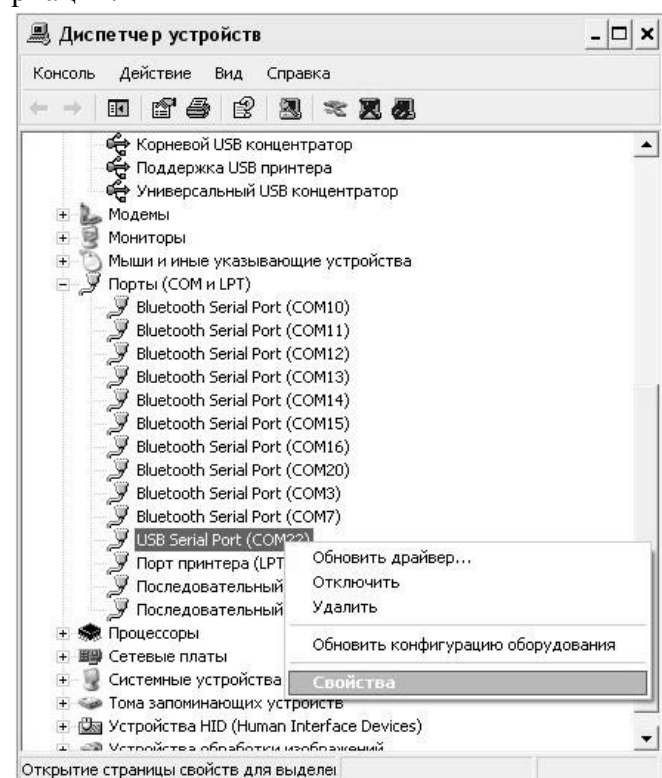 Диспетчер устройств
Консоль Действие Вид Справка
Корневой USB концентратор
Поддержка USB принтера
Универсальный USB концентратор
Модемы
Мониторы
Мыши и иные указывающие устройства
Порты (COM и LPT)
Bluetooth Serial Port (COM10)
Bluetooth Serial Port (COM11)
Bluetooth Serial Port (COM12)
Bluetooth Serial Port (COM13)
Bluetooth Serial Port (COM14)
Bluetooth Serial Port (COM15)
Bluetooth Serial Port (COM16)
Bluetooth Serial Port (COM20)
Bluetooth Serial Port (COM3)
Bluetooth Serial Port (COM7)
USB Serial Port
Порт принтера (LPT
Последовательный
Последовательный
Обновить драйвер...
Отключить
Удалить
Обновить конфигурацию оборудования
Свойства
Процессоры
Сетевые платы
Системные устройства
Тома запоминающих устройств
Устройства HID (Human Interface Devices)
Устройства обработки изображений
Открытие страницы свойств для выделен